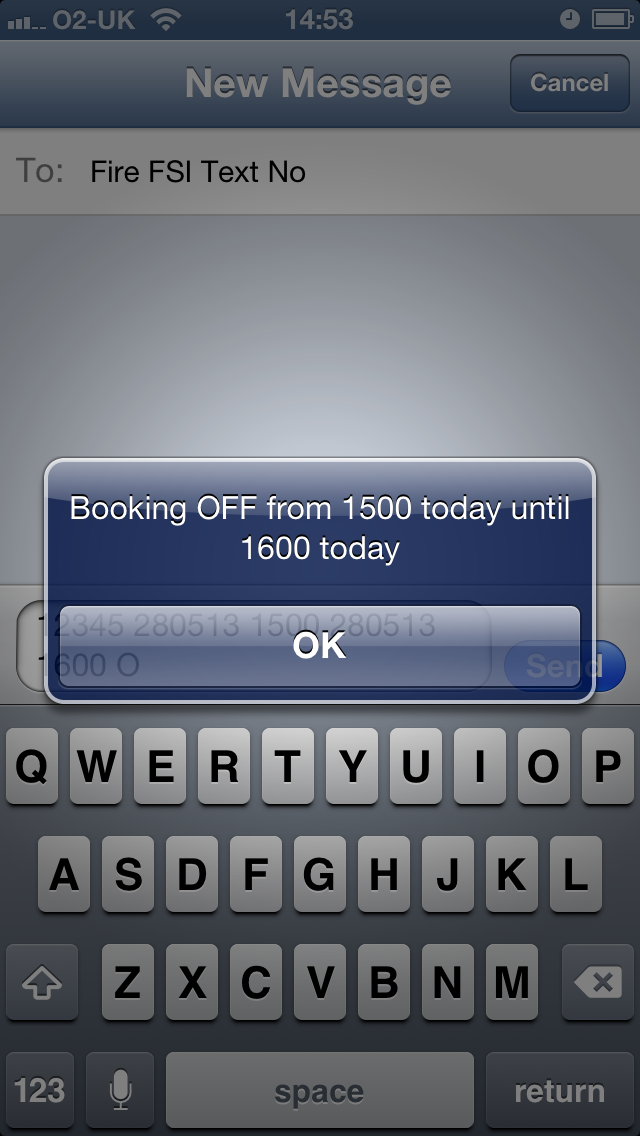 O2-UK 14:53
New Message Cancel
To: Fire FSI Text No
Booking OFF from 1500 today until
1600 today
12345 280513 1500 280513
1600 O
OK
Send
Q W E R T Y U I O P
A S D F G H J K L
Z X C V B N M
123 space return